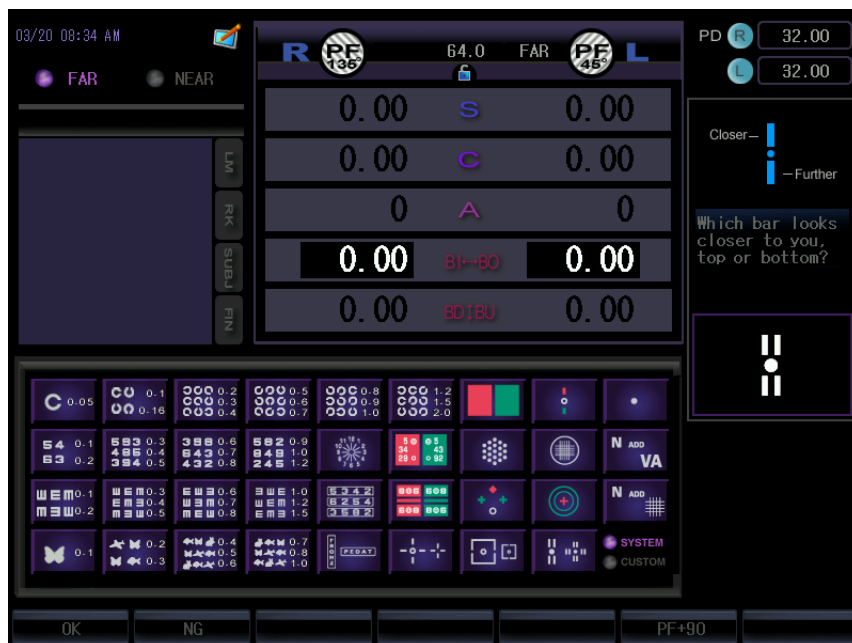 03/20 08:34 AM
FAR NEAR
LM
RK
SUBJ
FIN
R PF 135° 64.0 FAR PF 45° L
0.00 S 0.00
0.00 C 0.00
0 A 0
0.00 BI↔BO 0.00
0.00 BD↕BU 0.00
PD R 32.00
L 32.00
Closer
Further
Which bar looks
closer to you,
top or bottom?
C 0.05
0.1
0.16
0.2
0.3
0.4
0.5
0.6
0.7
0.8
0.9
1.0
1.2
1.5
2.0
54 0.1
63 0.2
593 0.3
486 0.4
394 0.5
398 0.6
643 0.7
432 0.8
582 0.9
849 1.0
245 1.2
N ADD
VA
0.1
0.2
0.3
0.4
0.5
0.6
0.7
0.8
1.0
1.2
1.5
5342
6254
3582
N ADD
0.1
0.2
0.3
0.4
0.5
0.6
0.7
0.8
1.0
SYSTEM
CUSTOM
OK NG PF+90